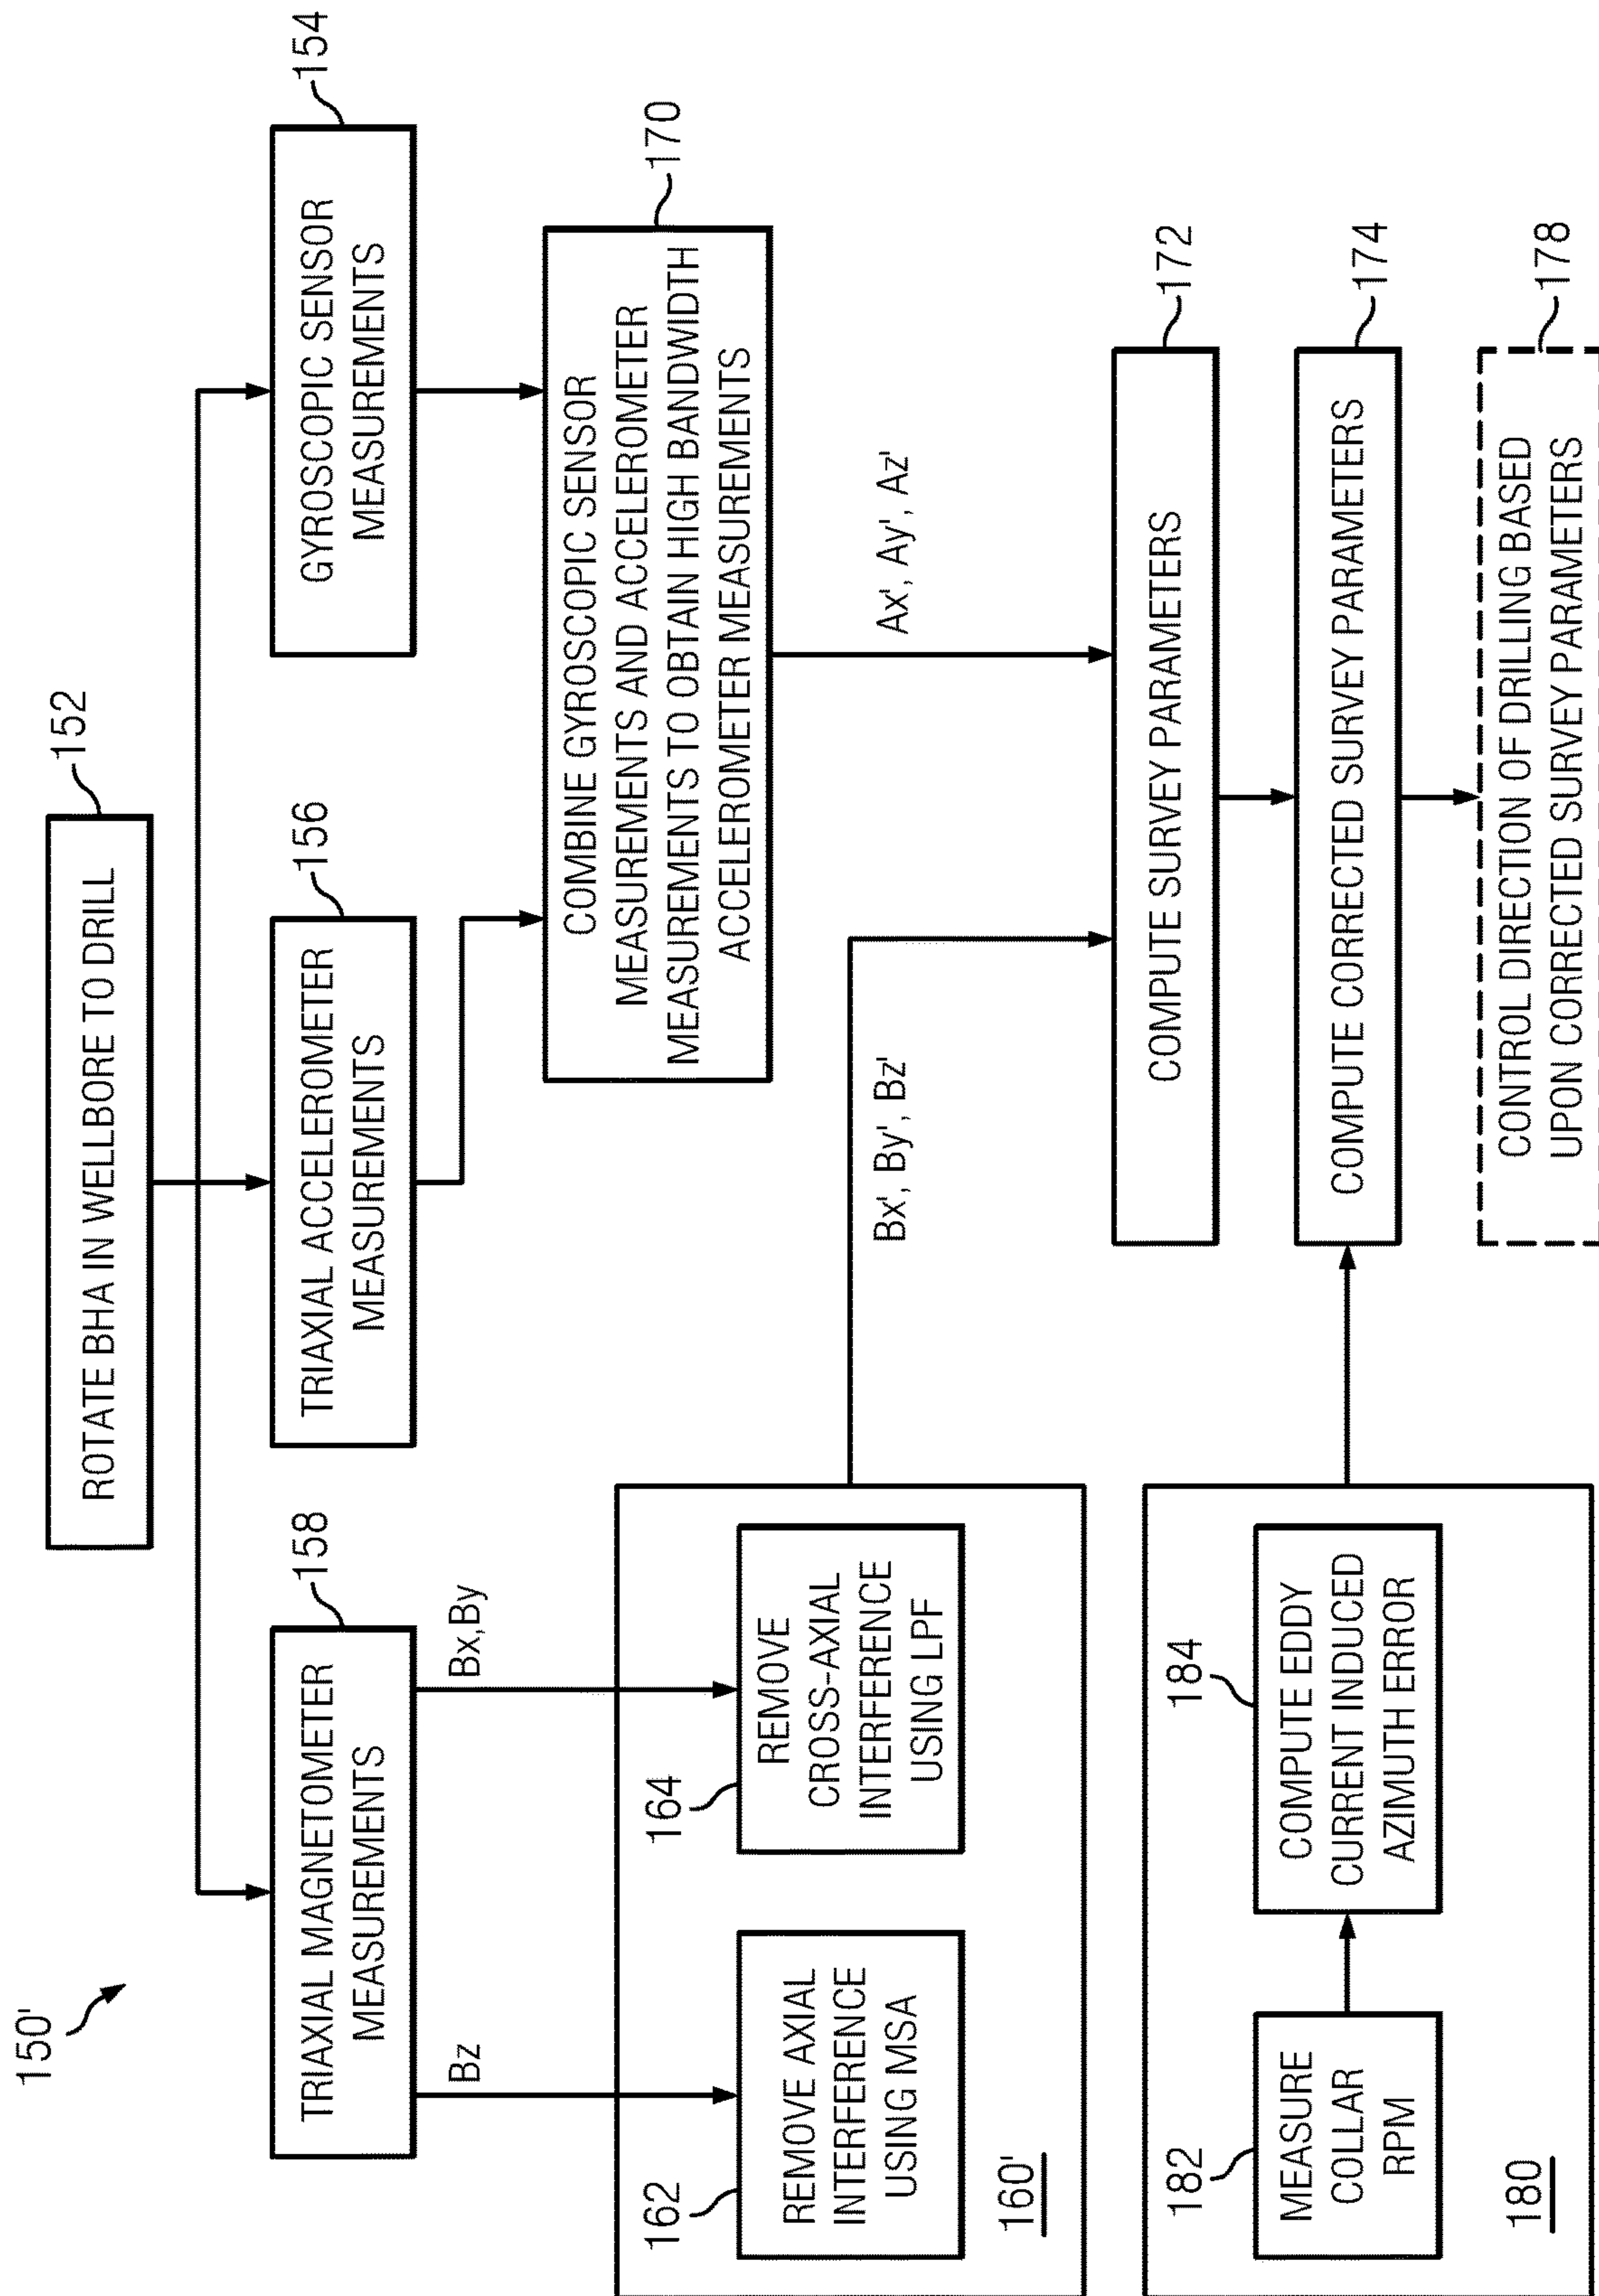 150'
ROTATE BHA IN WELLBORE TO DRILL
152
TRIAXIAL MAGNETOMETER
MEASUREMENTS
158
TRIAXIAL ACCELEROMETER
MEASUREMENTS
156
GYROSCOPIC SENSOR
MEASUREMENTS
154
Bz
Bx,By
162
REMOVE AXIAL
INTERFERENCE
USING MSA
164
REMOVE
CROSS-AXIAL
INTERFERENCE
USING LPF
160'
COMBINE GYROSCOPIC SENSOR
MEASUREMENTS AND ACCELEROMETER
MEASUREMENTS TO OBTAIN HIGH BANDWIDTH
ACCELEROMETER MEASUREMENTS
170
Bx', By', Bz'
Ax', Ay', Az'
COMPUTE SURVEY PARAMETERS
172
182
MEASURE
COLLAR
RPM
184
COMPUTE EDDY
CURRENT INDUCED
AZIMUTH ERROR
180
COMPUTE CORRECTED SURVEY PARAMETERS
174
CONTROL DIRECTION OF DRILLING BASED
UPON CORRECTED SURVEY PARAMETERS
178